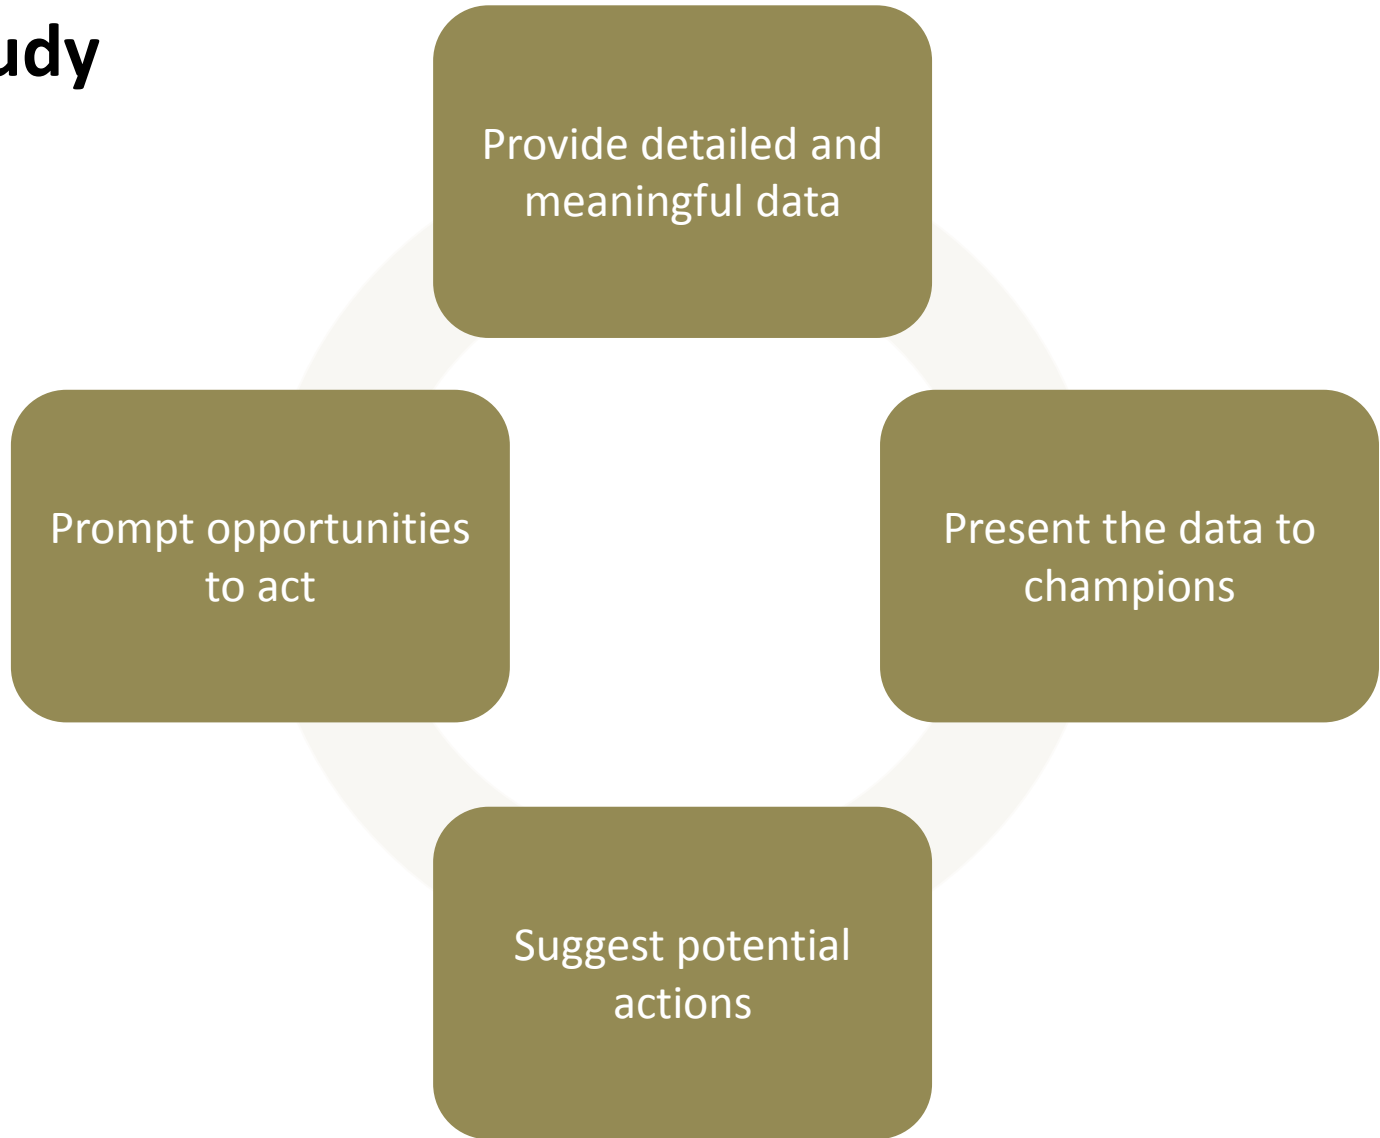 udy
Provide detailed and
meaningful data
Prompt opportunities
to act
Present the data to
champions
Suggest potential
actions